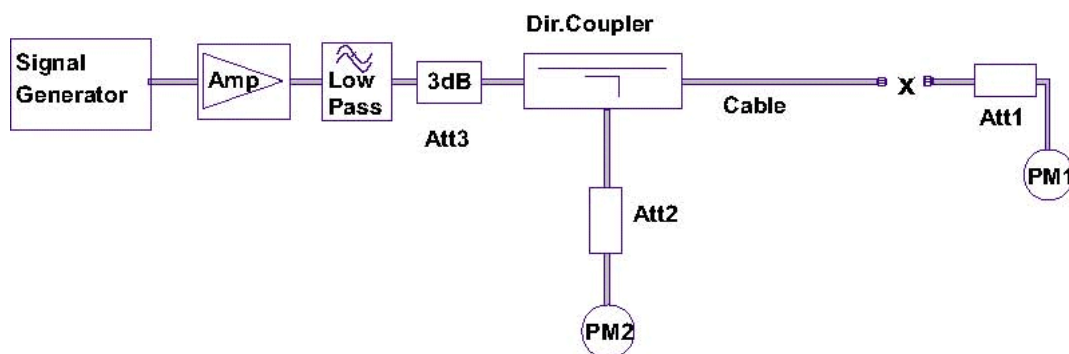 Dir.Coupler
Signal
Generator
Amp
Low
Pass
3dB
Att3
Cable
X
Att1
PM1
Att2
PM2